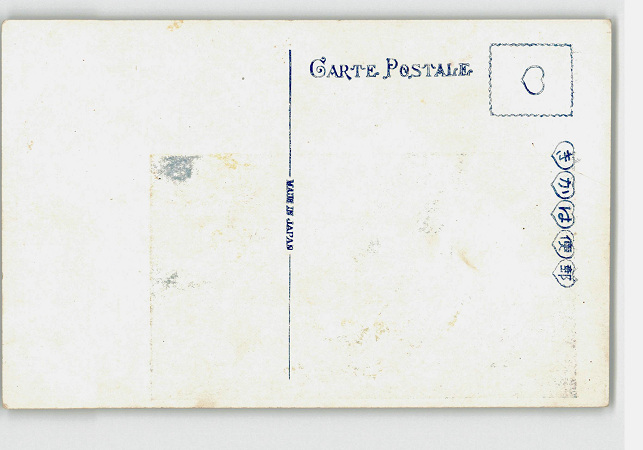 CARTE POSTALE
MADE IN JAPAN
きかは便郵